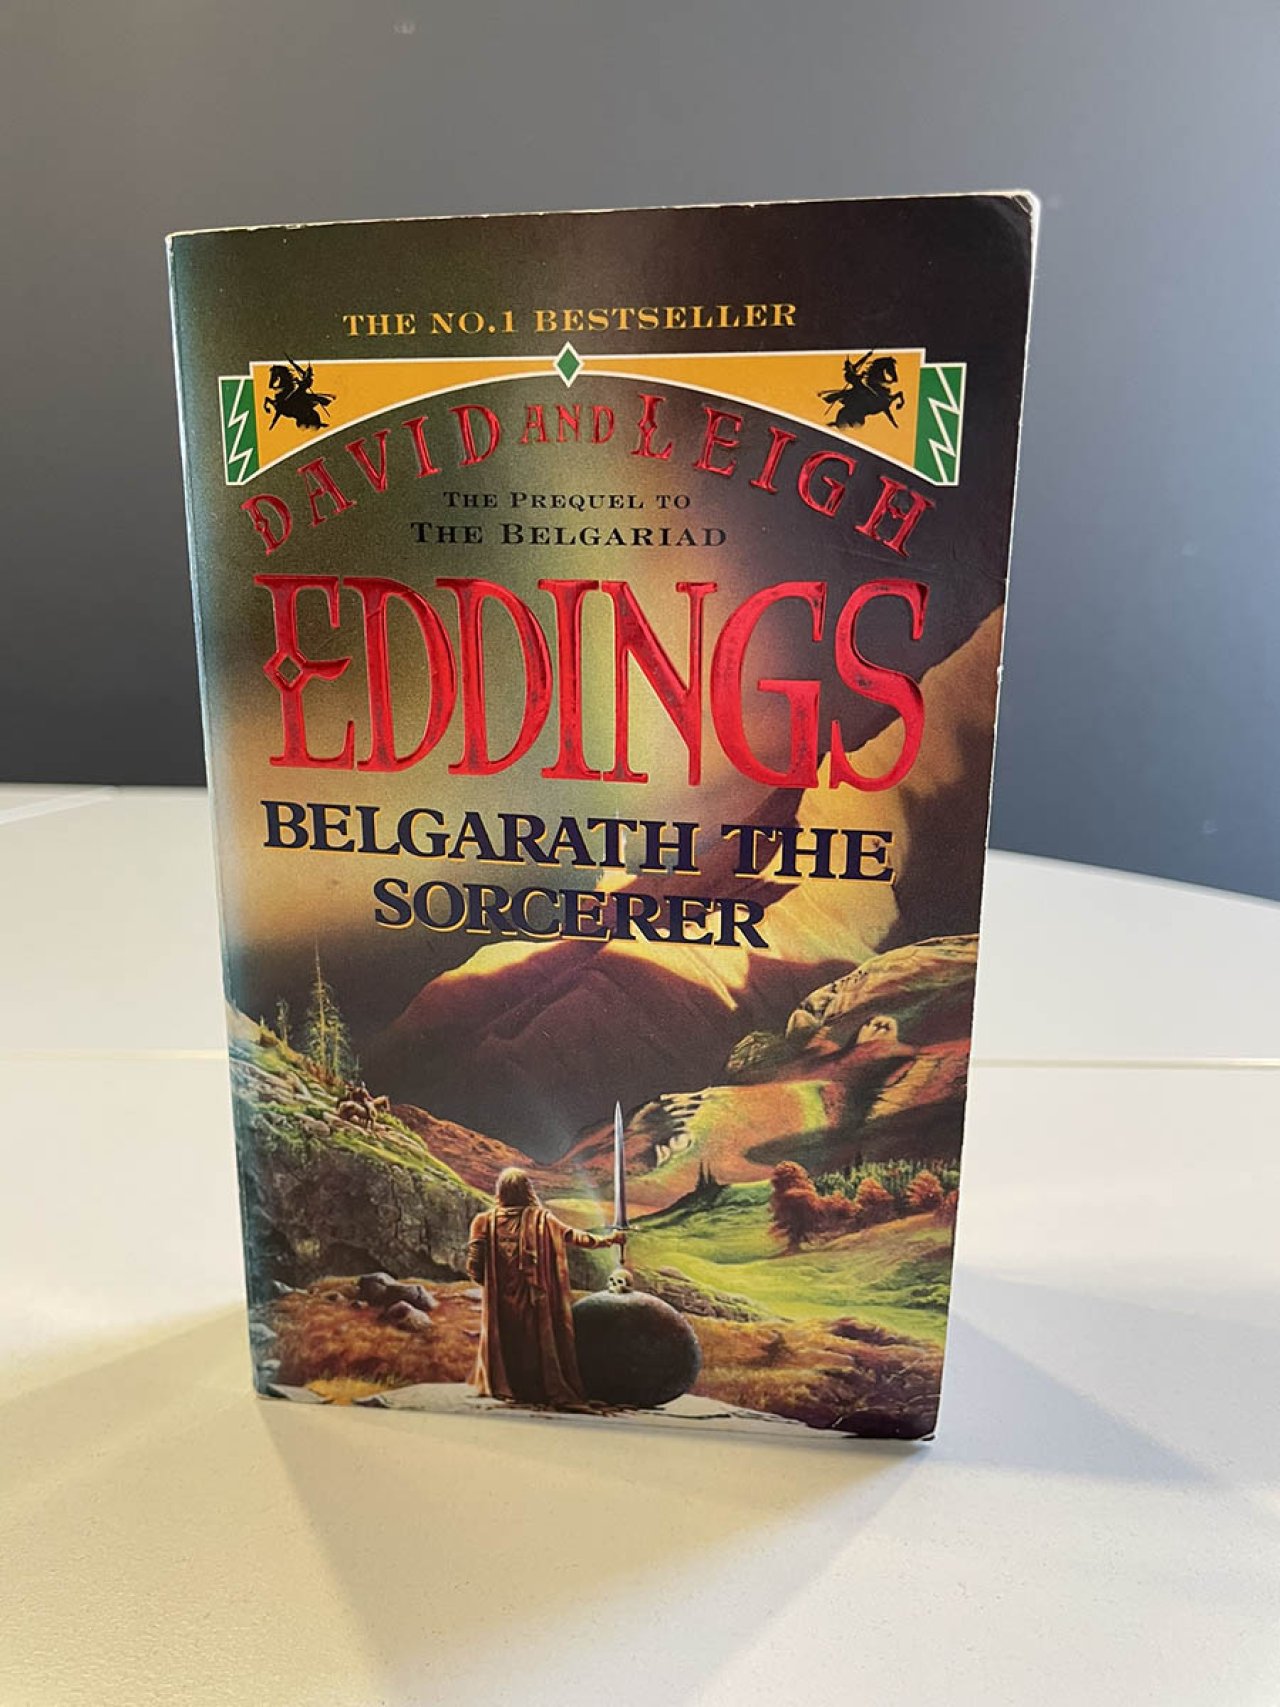 THE NO.1 BESTSELLER
DAVID AND LEIGH
THE PREQUEL TO
THE BELGARIAD
EDDINGS
BELGARATH THE
SORCERER